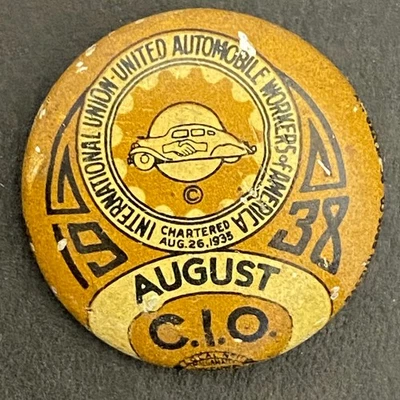 INTERNATIONAL UNION·UNITED AUTOMOBILE WORKERS of AMERICA
©
CHARTERED
AUG. 26, 1935
19 38
AUGUST
C.I.O.